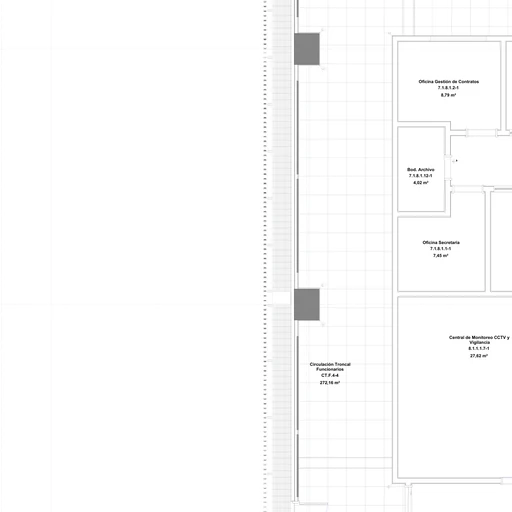 Oficina Gestión de Contratos
7.1.8.1.2-1
8,79 m²
Bod. Archivo
7.1.8.1.12-1
4,02 m²
Oficina Secretaria
7.1.8.1.1-1
7,45 m²
Central de Monitoreo CCTV y
Vigilancia
8.1.1.1.7-1
27,62 m²
Circulación Troncal
Funcionarios
CT.F.4-4
272,16 m²